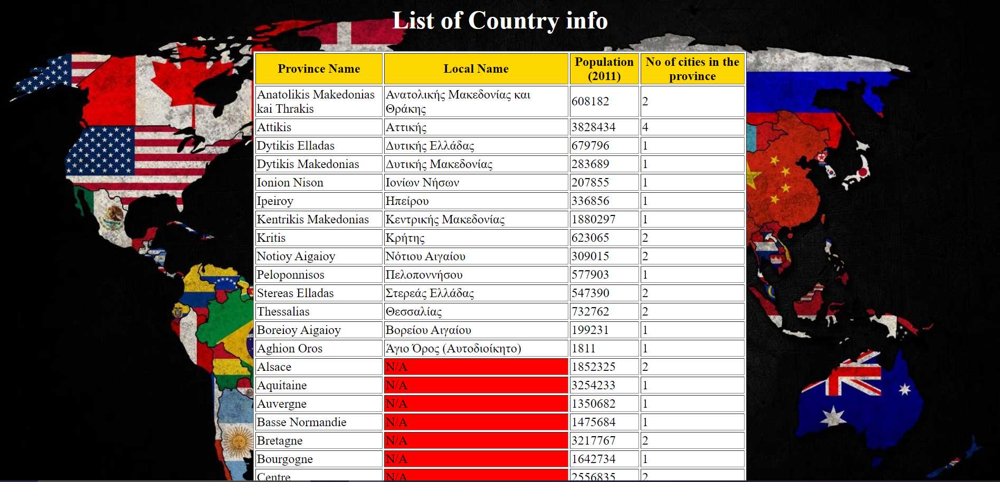 List of Country info
Province Name Local Name Population (2011) No of cities in the province
Anatolikis Makedonias kai Thrakis Ανατολικής Μακεδονίας και Θράκης 608182 2
Attikis Αττικής 3828434 4
Dytikis Elladas Δυτικής Ελλάδας 679796 1
Dytikis Makedonias Δυτικής Μακεδονίας 283689 1
Ionion Nison Ιονίων Νήσων 207855 1
Ipeiroy Ηπείρου 336856 1
Kentrikis Makedonias Κεντρικής Μακεδονίας 1880297 1
Kritis Κρήτης 623065 2
Notioy Aigaioy Νότιου Αιγαίου 309015 2
Peloponnisos Πελοποννήσου 577903 1
Stereas Elladas Στερεάς Ελλάδας 547390 2
Thessalias Θεσσαλίας 732762 2
Boreioy Aigaioy Βορείου Αιγαίου 199231 1
Aghion Oros Άγιο Όρος (Αυτοδιοίκητο) 1811 1
Alsace N/A 1852325 2
Aquitaine N/A 3254233 1
Auvergne N/A 1350682 1
Basse Normandie N/A 1475684 1
Bretagne N/A 3217767 2
Bourgogne N/A 1642734 1
Centre N/A 2556835 2